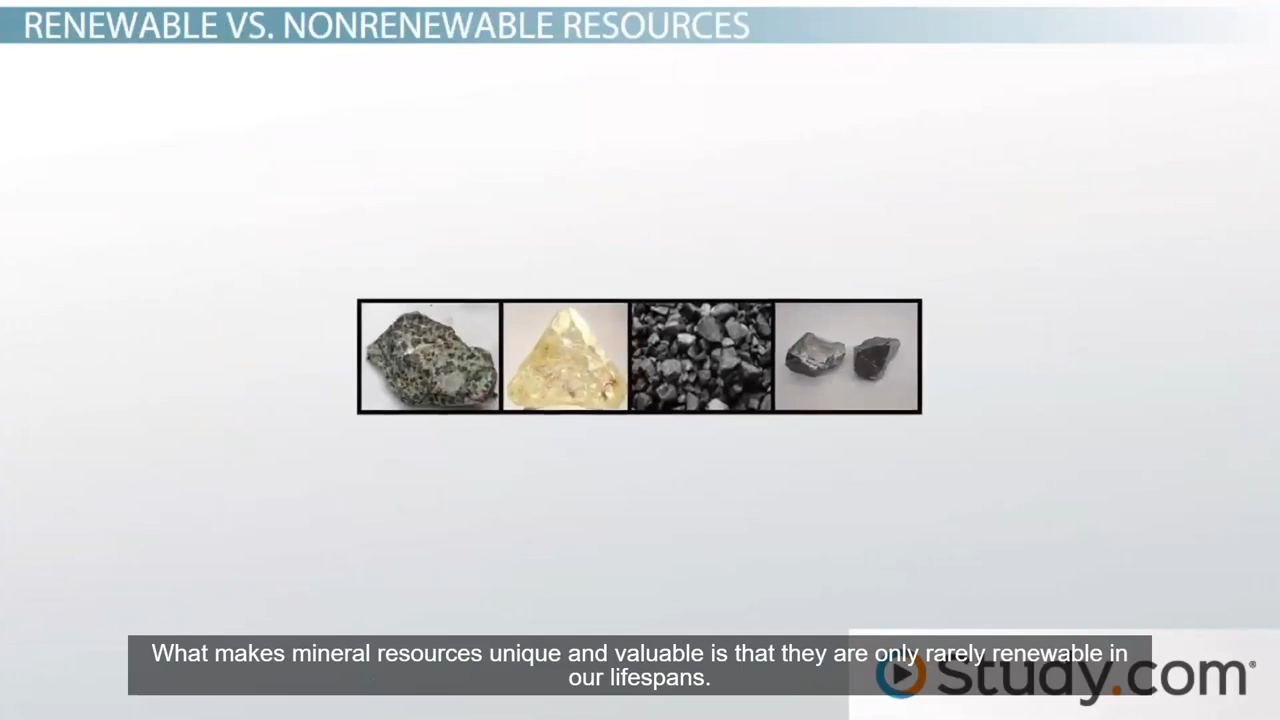 RENEWABLE VS. NONRENEWABLE RESOURCES
What makes mineral resources unique and valuable is that they are only rarely renewable in
our lifespans.
Study.com®